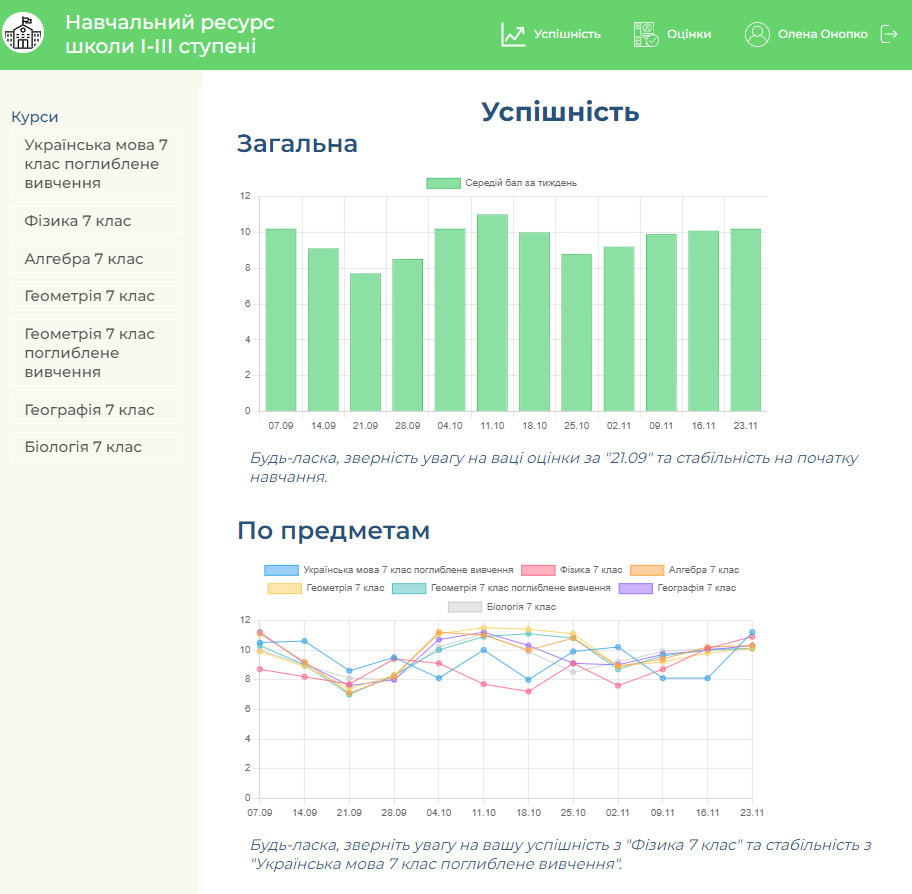 Навчальний ресурс
школи І-ІІІ ступені
Успішність
Оцінки
Олена Онопко
Курси
Українська мова 7
клас поглиблене
вивчення
Фізика 7 клас
Алгебра 7 клас
Геометрія 7 клас
Геометрія 7 клас
поглиблене
вивчення
Географія 7 клас
Біологія 7 клас
Успішність
Загальна
Середій бал за тиждень
12
10
8
6
4
2
0
07.09 14.09 21.09 28.09 04.10 11.10 18.10 25.10 02.11 09.11 16.11 23.11
Будь-ласка, зверність увагу на ваці оцінки за "21.09" та стабільність на початку
навчання.
По предметам
Українська мова 7 клас поглиблене вивчення Фізика 7 клас Алгебра 7 клас
Геометрія 7 клас Геометрія 7 клас поглиблене вивчення Географія 7 клас
Біологія 7 клас
12
10
8
6
4
2
0
07.09 14.09 21.09 28.09 04.10 11.10 18.10 25.10 02.11 09.11 16.11 23.11
Будь-ласка, зверніть увагу на вашу успішність з "Фізика 7 клас" та стабільність з
"Українська мова 7 клас поглиблене вивчення".